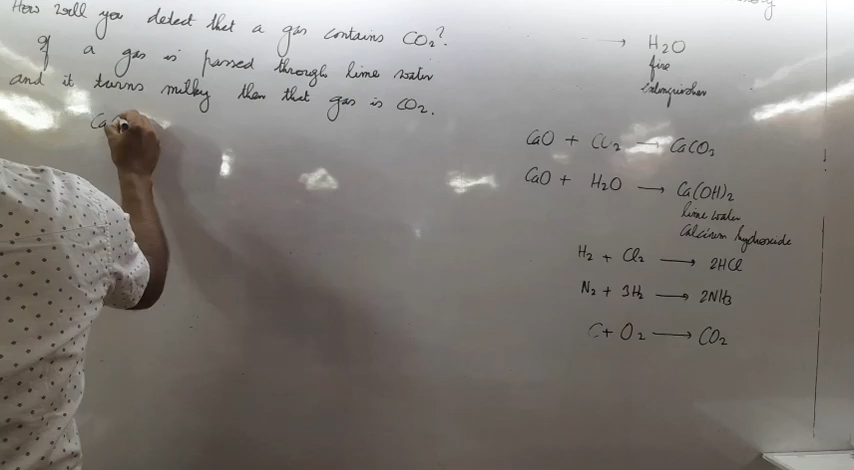 How will you detect that a gas contains CO2?
If a gas is passed through lime water
and it turns milky then that gas is CO2.
Ca
→ H2O
fire
extinguisher
CaO + CO2 → CaCO3
CaO + H2O → Ca(OH)2
lime water
Calcium hydroxide
H2 + Cl2 → 2HCl
N2 + 3H2 → 2NH3
C + O2 → CO2